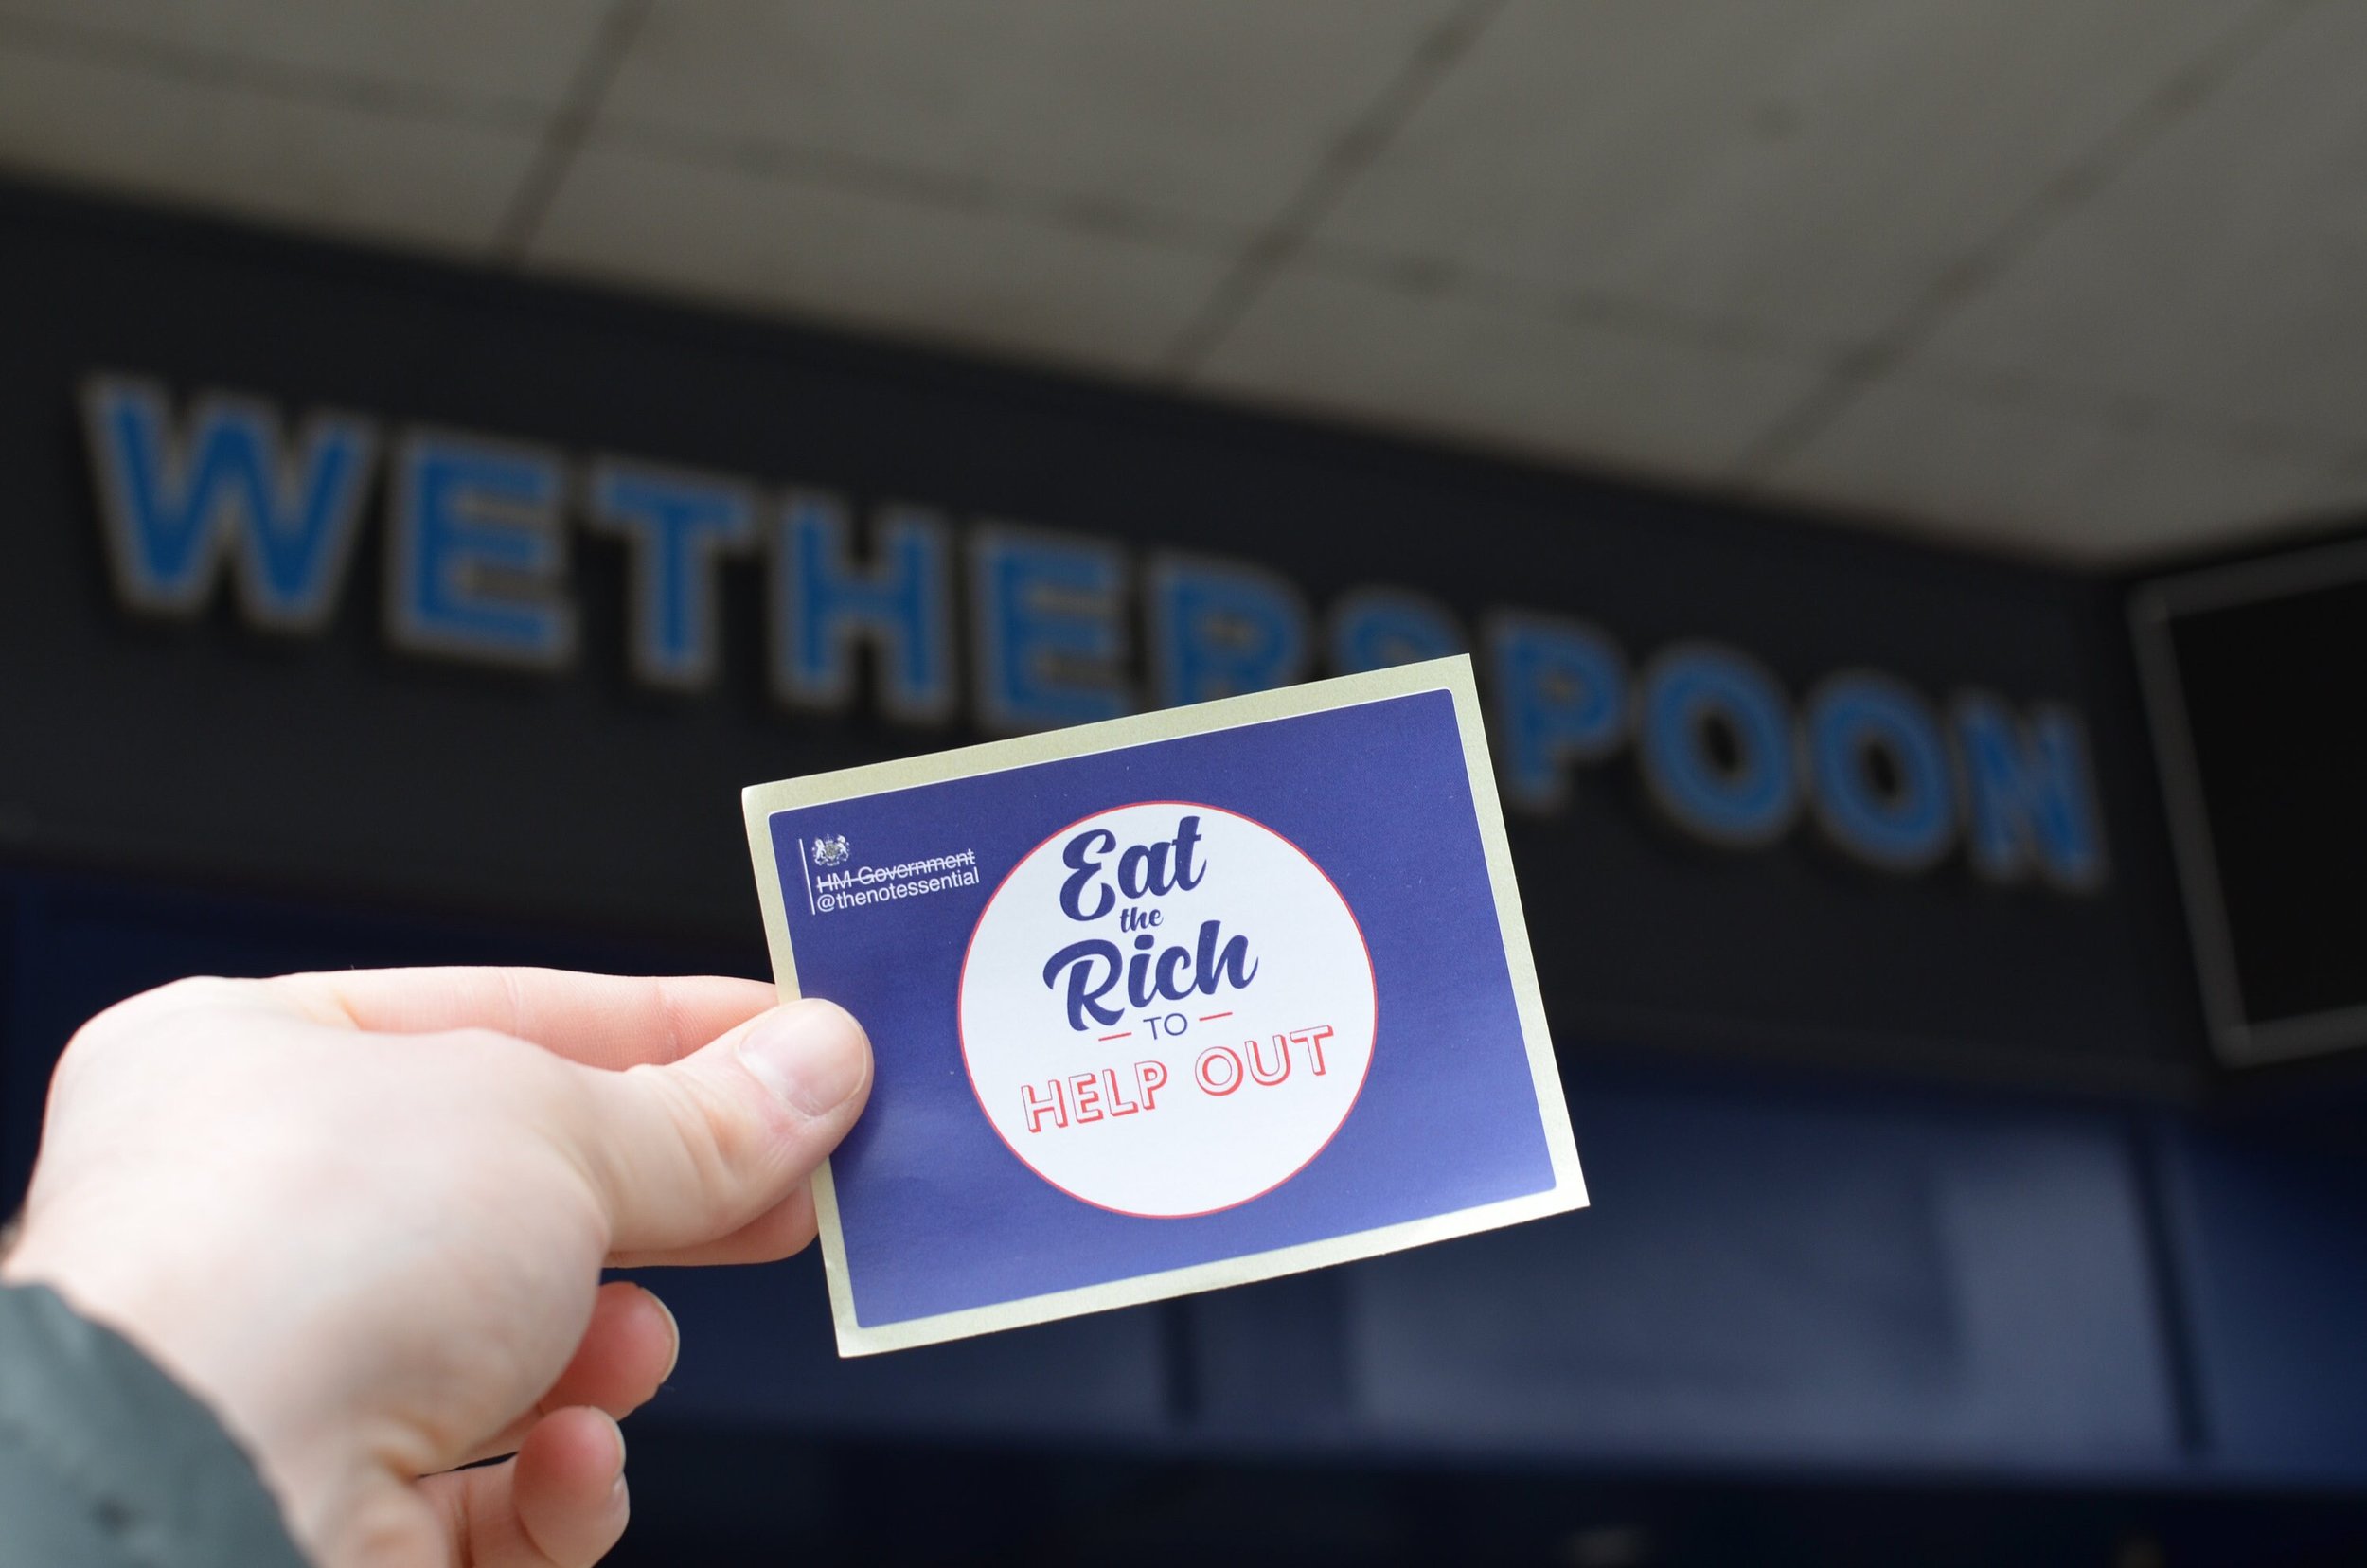 WETHERSPOON
HM Government
@thenotessential
Eat
the
Rich
TO
HELP OUT